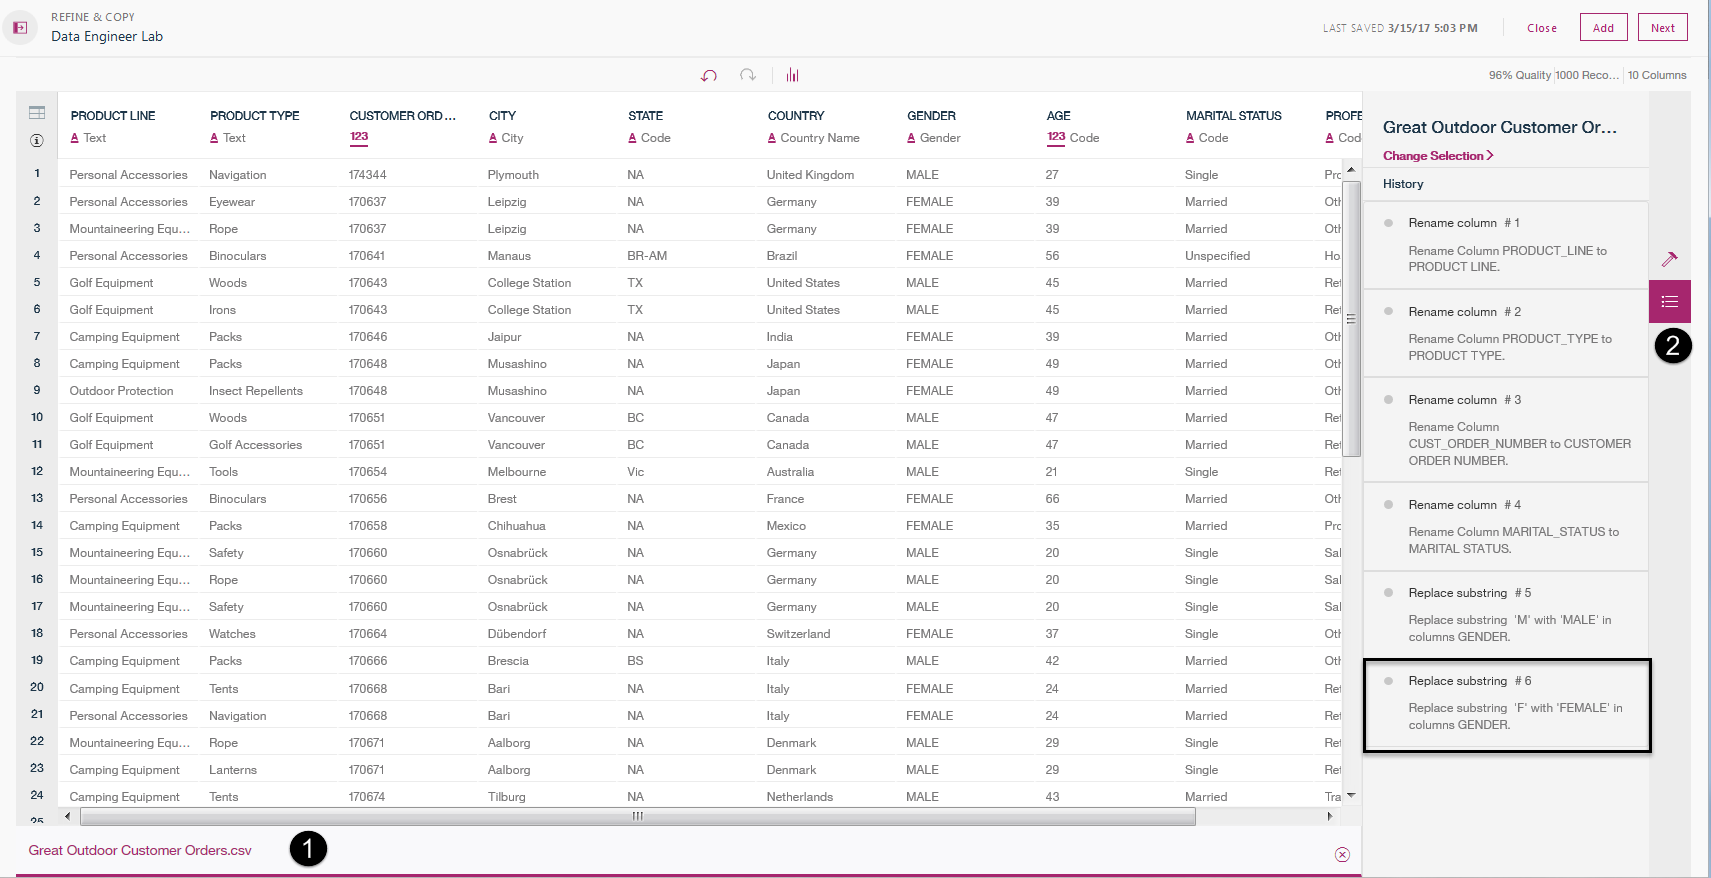 REFINE & COPY
Data Engineer Lab
LAST SAVED 3/15/17 5:03 PM
Close
Add
Next
96% Quality 1000 Reco... 10 Columns
PRODUCT LINE PRODUCT TYPE CUSTOMER ORD... CITY STATE COUNTRY GENDER AGE MARITAL STATUS PROFE
A Text A Text 123 A City A Code A Country Name A Gender 123 Code A Code A Cod
1 Personal Accessories Navigation 174344 Plymouth NA United Kingdom MALE 27 Single Pro
2 Personal Accessories Eyewear 170637 Leipzig NA Germany FEMALE 39 Married Oth
3 Mountaineering Equ... Rope 170637 Leipzig NA Germany FEMALE 39 Married Oth
4 Personal Accessories Binoculars 170641 Manaus BR-AM Brazil FEMALE 56 Unspecified Ho
5 Golf Equipment Woods 170643 College Station TX United States MALE 45 Married Ret
6 Golf Equipment Irons 170643 College Station TX United States MALE 45 Married Ret
7 Camping Equipment Packs 170646 Jaipur NA India FEMALE 39 Married Oth
8 Camping Equipment Packs 170648 Musashino NA Japan FEMALE 49 Married Oth
9 Outdoor Protection Insect Repellents 170648 Musashino NA Japan FEMALE 49 Married Oth
10 Golf Equipment Woods 170651 Vancouver BC Canada MALE 47 Married Ret
11 Golf Equipment Golf Accessories 170651 Vancouver BC Canada MALE 47 Married Ret
12 Mountaineering Equ... Tools 170654 Melbourne Vic Australia MALE 21 Single Ret
13 Personal Accessories Binoculars 170656 Brest NA France FEMALE 66 Married Oth
14 Camping Equipment Packs 170658 Chihuahua NA Mexico FEMALE 35 Married Pro
15 Mountaineering Equ... Safety 170660 Osnabrück NA Germany MALE 20 Single Sal
16 Mountaineering Equ... Rope 170660 Osnabrück NA Germany MALE 20 Single Sal
17 Mountaineering Equ... Safety 170660 Osnabrück NA Germany MALE 20 Single Sal
18 Personal Accessories Watches 170664 Dübendorf NA Switzerland FEMALE 37 Single Oth
19 Camping Equipment Packs 170666 Brescia BS Italy MALE 42 Married Oth
20 Camping Equipment Tents 170668 Bari NA Italy FEMALE 24 Married Ret
21 Personal Accessories Navigation 170668 Bari NA Italy FEMALE 24 Married Ret
22 Mountaineering Equ... Rope 170671 Aalborg NA Denmark MALE 29 Single Ret
23 Camping Equipment Lanterns 170671 Aalborg NA Denmark MALE 29 Single Ret
24 Camping Equipment Tents 170674 Tilburg NA Netherlands MALE 43 Married Tra
25
Great Outdoor Customer Orders.csv
1
Great Outdoor Customer Or...
Change Selection
History
Rename column # 1
Rename Column PRODUCT_LINE to
PRODUCT LINE.
Rename column # 2
Rename Column PRODUCT_TYPE to
PRODUCT TYPE.
Rename column # 3
Rename Column
CUST_ORDER_NUMBER to CUSTOMER
ORDER NUMBER.
Rename column # 4
Rename Column MARITAL_STATUS to
MARITAL STATUS.
Replace substring # 5
Replace substring 'M' with 'MALE' in
columns GENDER.
Replace substring # 6
Replace substring 'F' with 'FEMALE' in
columns GENDER.
2